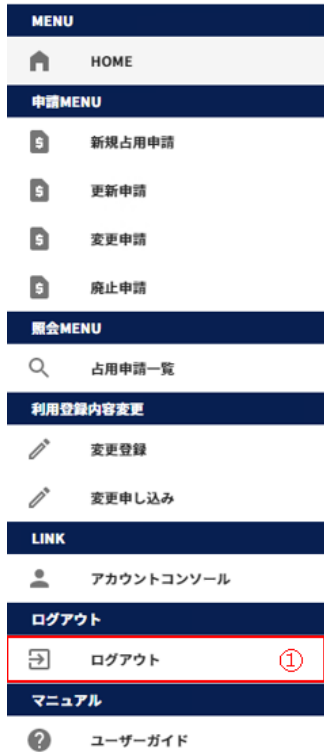 MENU
HOME
申請MENU
新規占用申請
更新申請
変更申請
廃止申請
照会MENU
占用申請一覧
利用登録内容変更
変更登録
変更申し込み
LINK
アカウントコンソール
ログアウト
ログアウト ①
マニュアル
ユーザーガイド